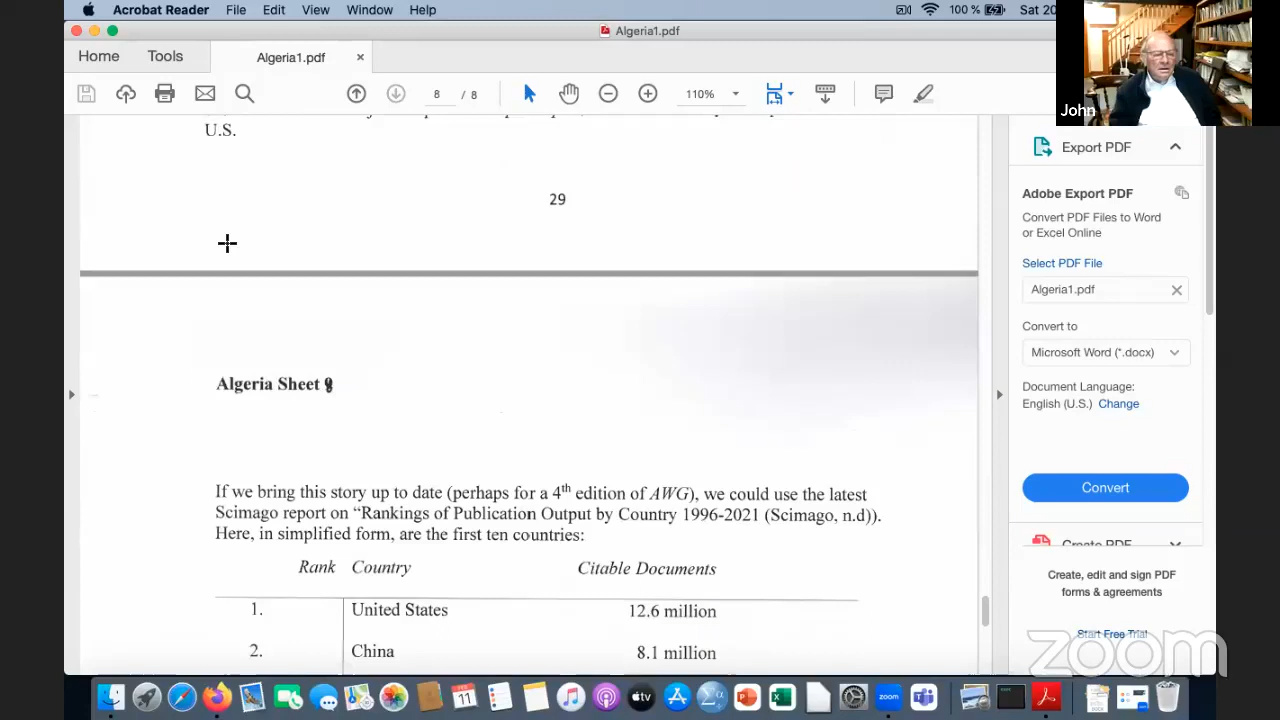 Acrobat Reader File Edit View Window Help 100 % Sat 20
Algeria1.pdf
Home Tools Algeria1.pdf
8 / 8 110%
John
U.S.
29
Algeria Sheet
If we bring this story up to date (perhaps for a 4th edition of AWG), we could use the latest
Scimago report on “Rankings of Publication Output by Country 1996-2021 (Scimago, n.d)).
Here, in simplified form, are the first ten countries:
Rank Country Citable Documents
1. United States 12.6 million
2. China 8.1 million
Export PDF
Adobe Export PDF
Convert PDF Files to Word
or Excel Online
Select PDF File
Algeria1.pdf
Convert to
Microsoft Word (*.docx)
Document Language:
English (U.S.) Change
Convert
Create PDF
Create, edit and sign PDF
forms & agreements
Start Free Trial
zoom
11
tv
zoom